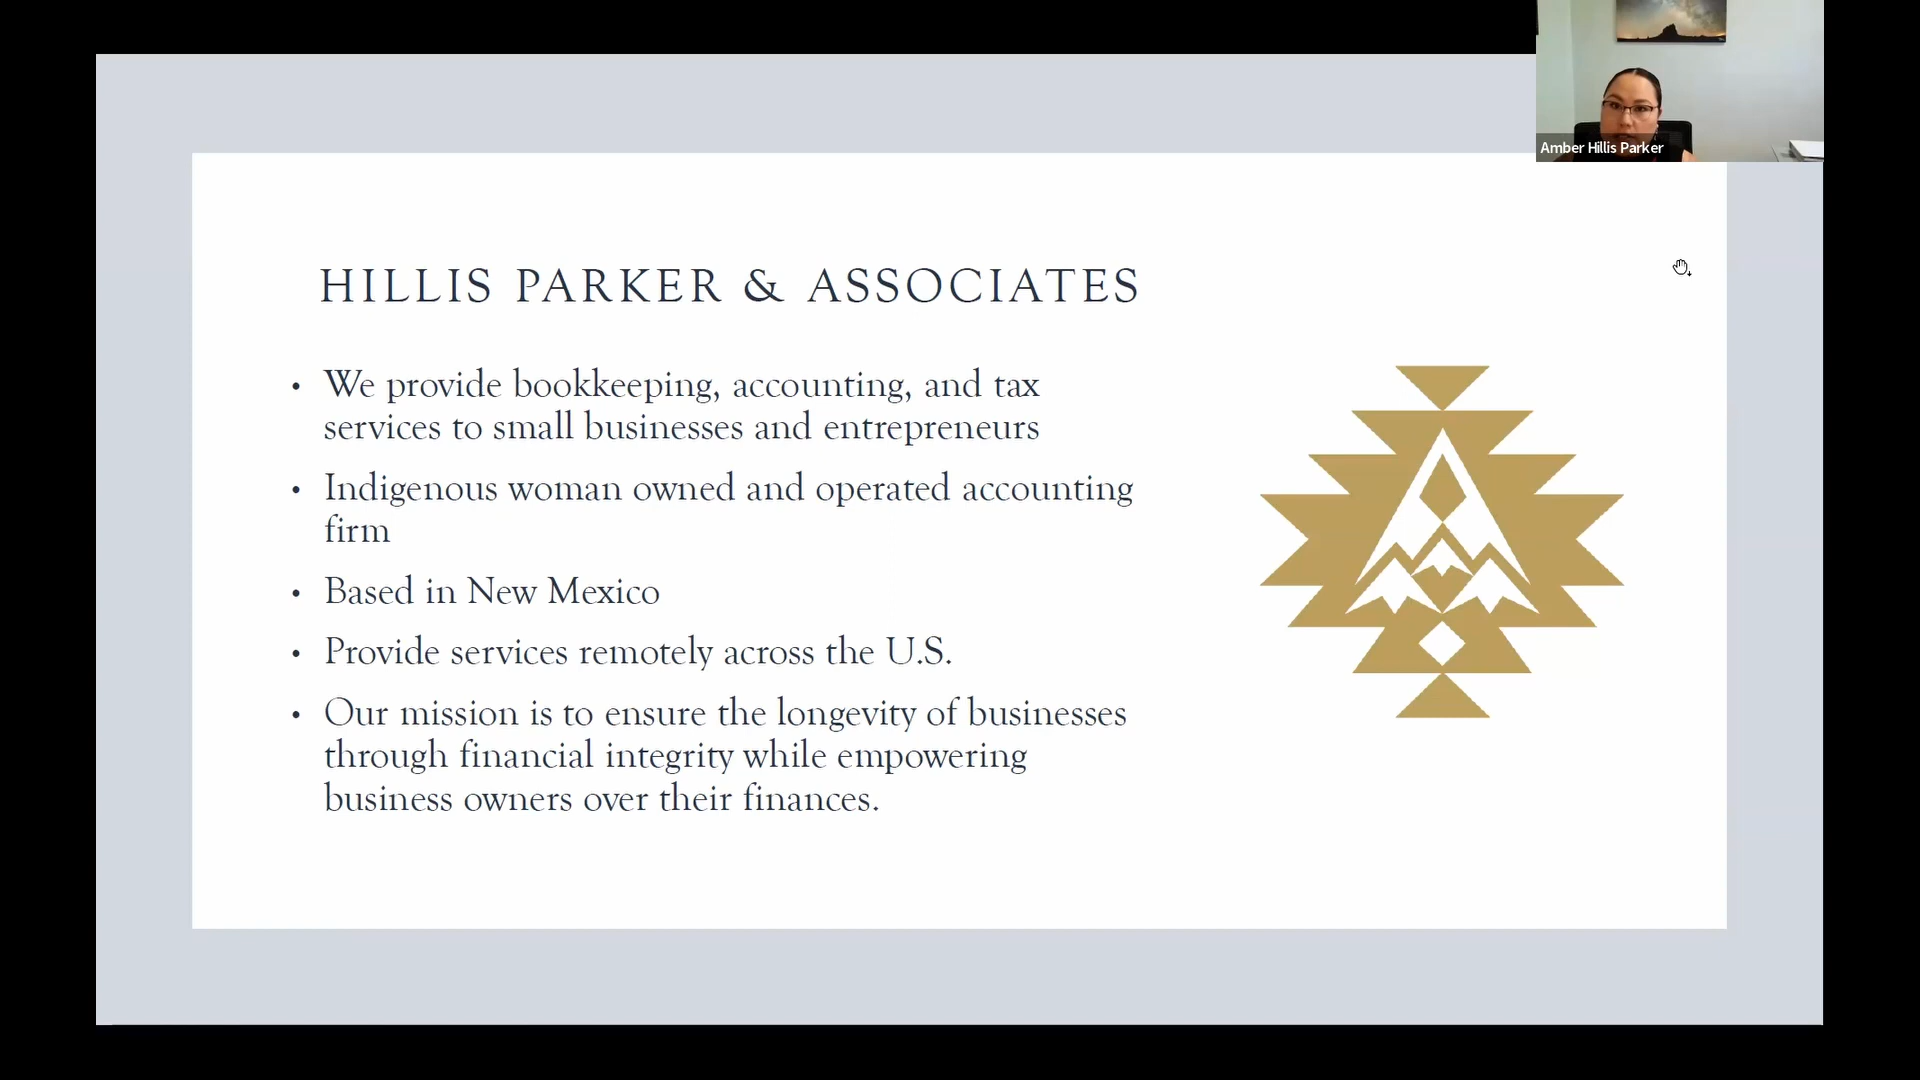 Amber Hillis Parker
HILLIS PARKER & ASSOCIATES
• We provide bookkeeping, accounting, and tax
services to small businesses and entrepreneurs
• Indigenous woman owned and operated accounting
firm
• Based in New Mexico
• Provide services remotely across the U.S.
• Our mission is to ensure the longevity of businesses
through financial integrity while empowering
business owners over their finances.